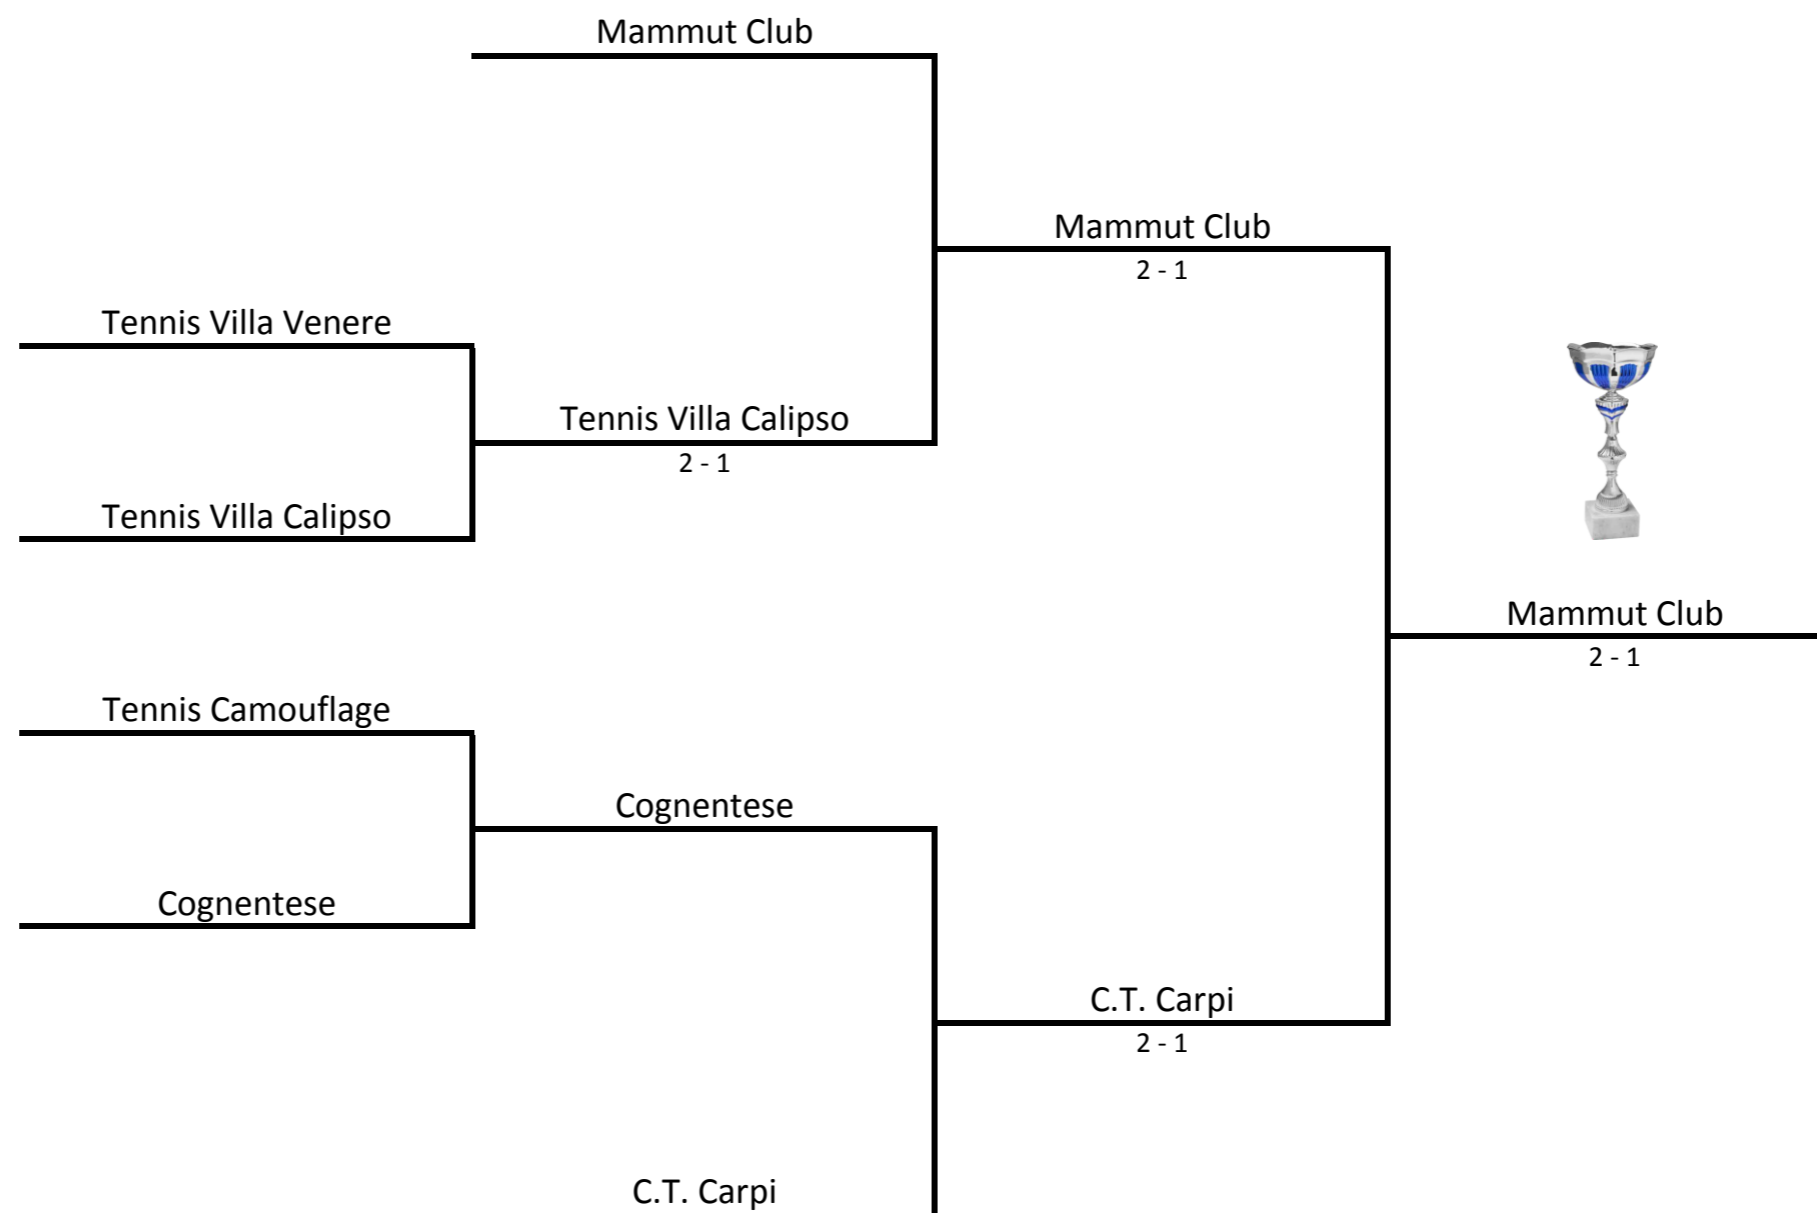 Mammut Club
Mammut Club
2 - 1
Tennis Villa Venere
Tennis Villa Calipso
2 - 1
Tennis Villa Calipso
Mammut Club
2 - 1
Tennis Camouflage
Cognentese
Cognentese
C.T. Carpi
2 - 1
C.T. Carpi